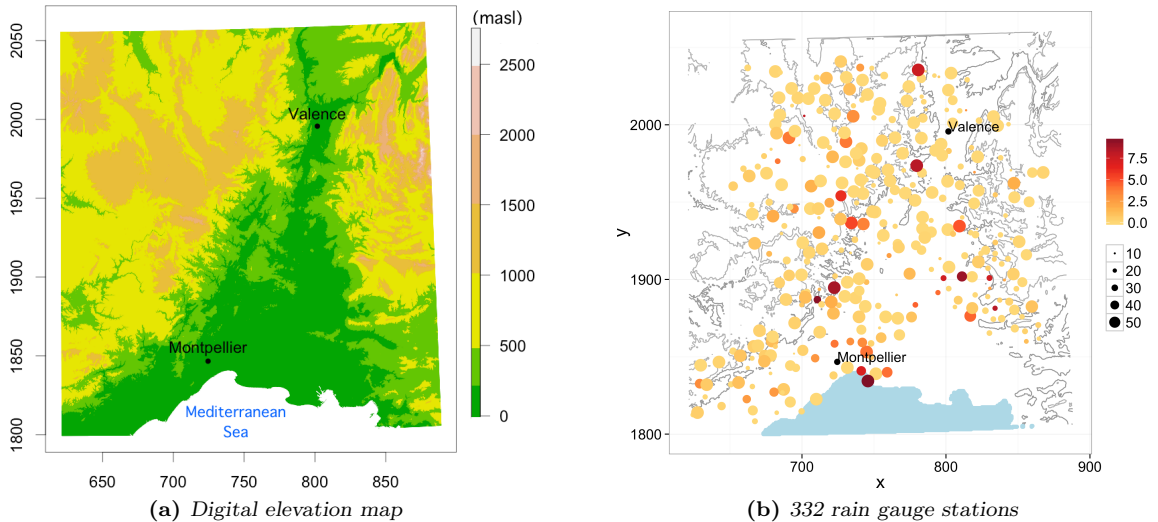 (masl)
2050
2000
1950
1900
1850
1800
Valence
Montpellier
Mediterranean
Sea
2500
2000
1500
1000
500
0
650
700
750
800
850
(a) Digital elevation map
y
2000
1900
1800
Valence
Montpellier
700
800
900
x
7.5
5.0
2.5
0.0
10
20
30
40
50
(b) 332 rain gauge stations